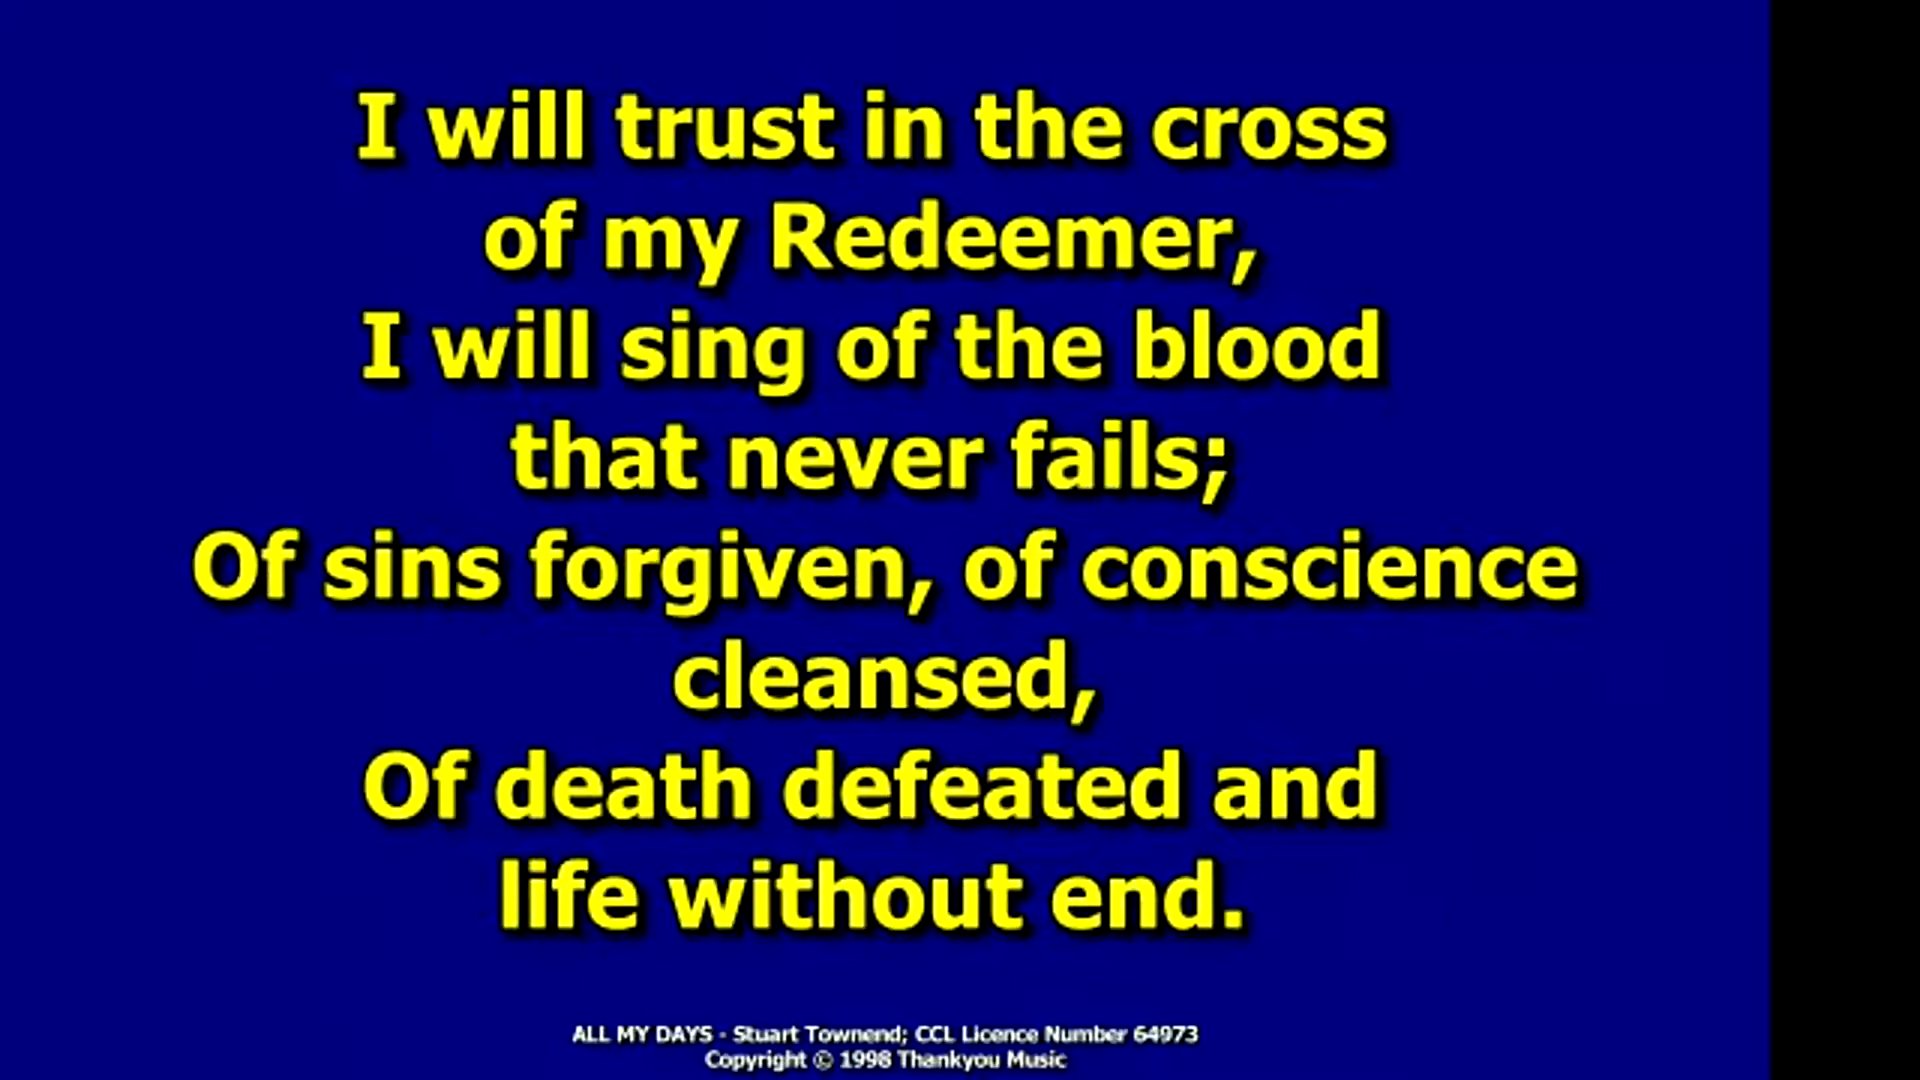 I will trust in the cross
of my Redeemer,
I will sing of the blood
that never fails;
Of sins forgiven, of conscience
cleansed,
Of death defeated and
life without end.
ALL MY DAYS - Stuart Townend; CCL Licence Number 64973
Copyright © 1998 Thankyou Music